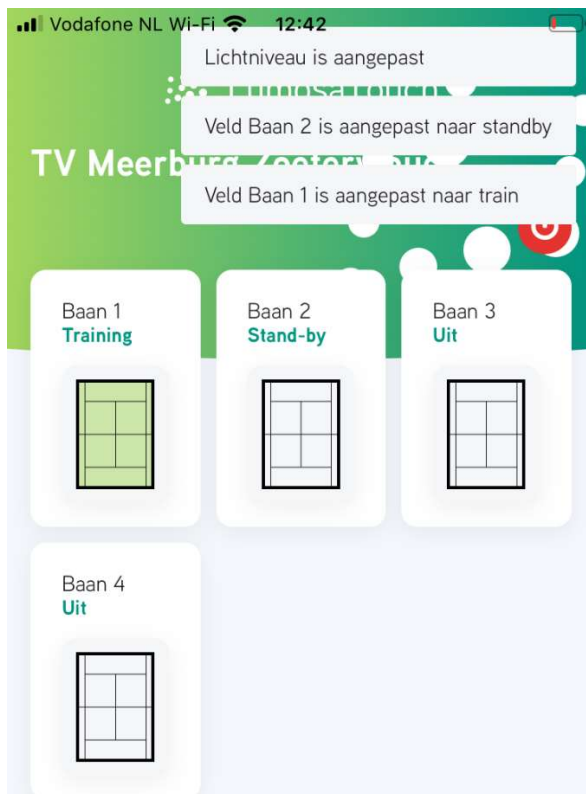 Vodafone NL Wi-Fi 12:42
Lichtniveau is aangepast
LumosaTouch
Veld Baan 2 is aangepast naar standby
TV Meerburg Zoeterwoude
Veld Baan 1 is aangepast naar train
Baan 1
Training
Baan 2
Stand-by
Baan 3
Uit
Baan 4
Uit